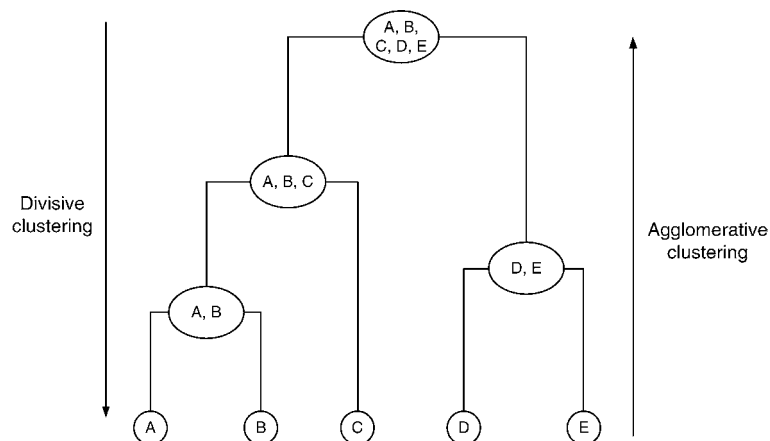 A, B,
C, D, E
A, B, C
Divisive
clustering
Agglomerative
clustering
D, E
A, B
A
B
C
D
E